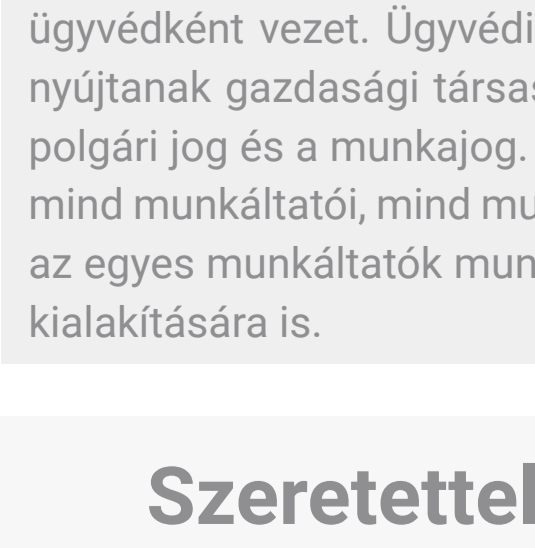 ügyvédként vezet. Ügyvédi
nyújtanak gazdasági társas
polgári jog és a munkajog.
mind munkáltatói, mind mu
az egyes munkáltatók mun
kialakítására is.
Szeretettel